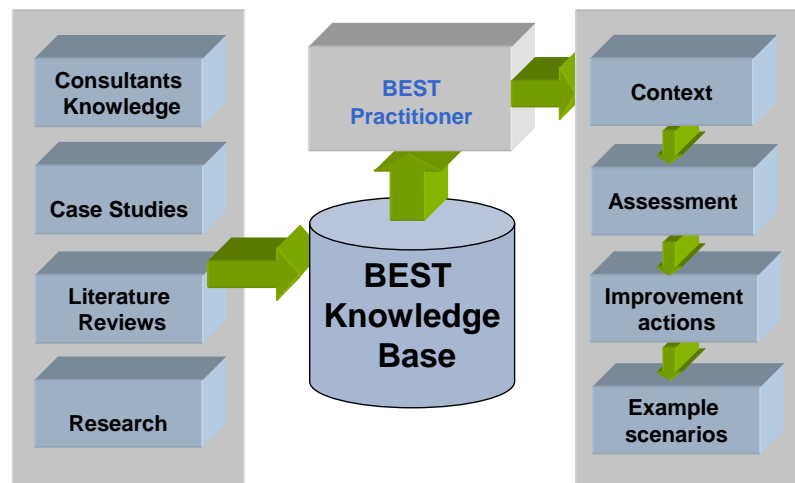 Consultants
Knowledge
Case Studies
Literature
Reviews
Research
BEST
Practitioner
BEST
Knowledge
Base
Context
Assessment
Improvement
actions
Example
scenarios